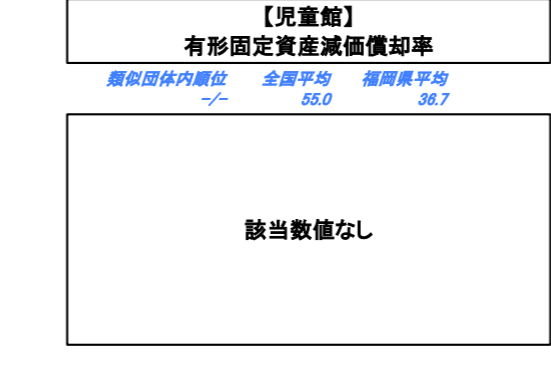 【児童館】
有形固定資産減価償却率
類似団体内順位 全国平均 福岡県平均
-/- 55.0 36.7
該当数値なし